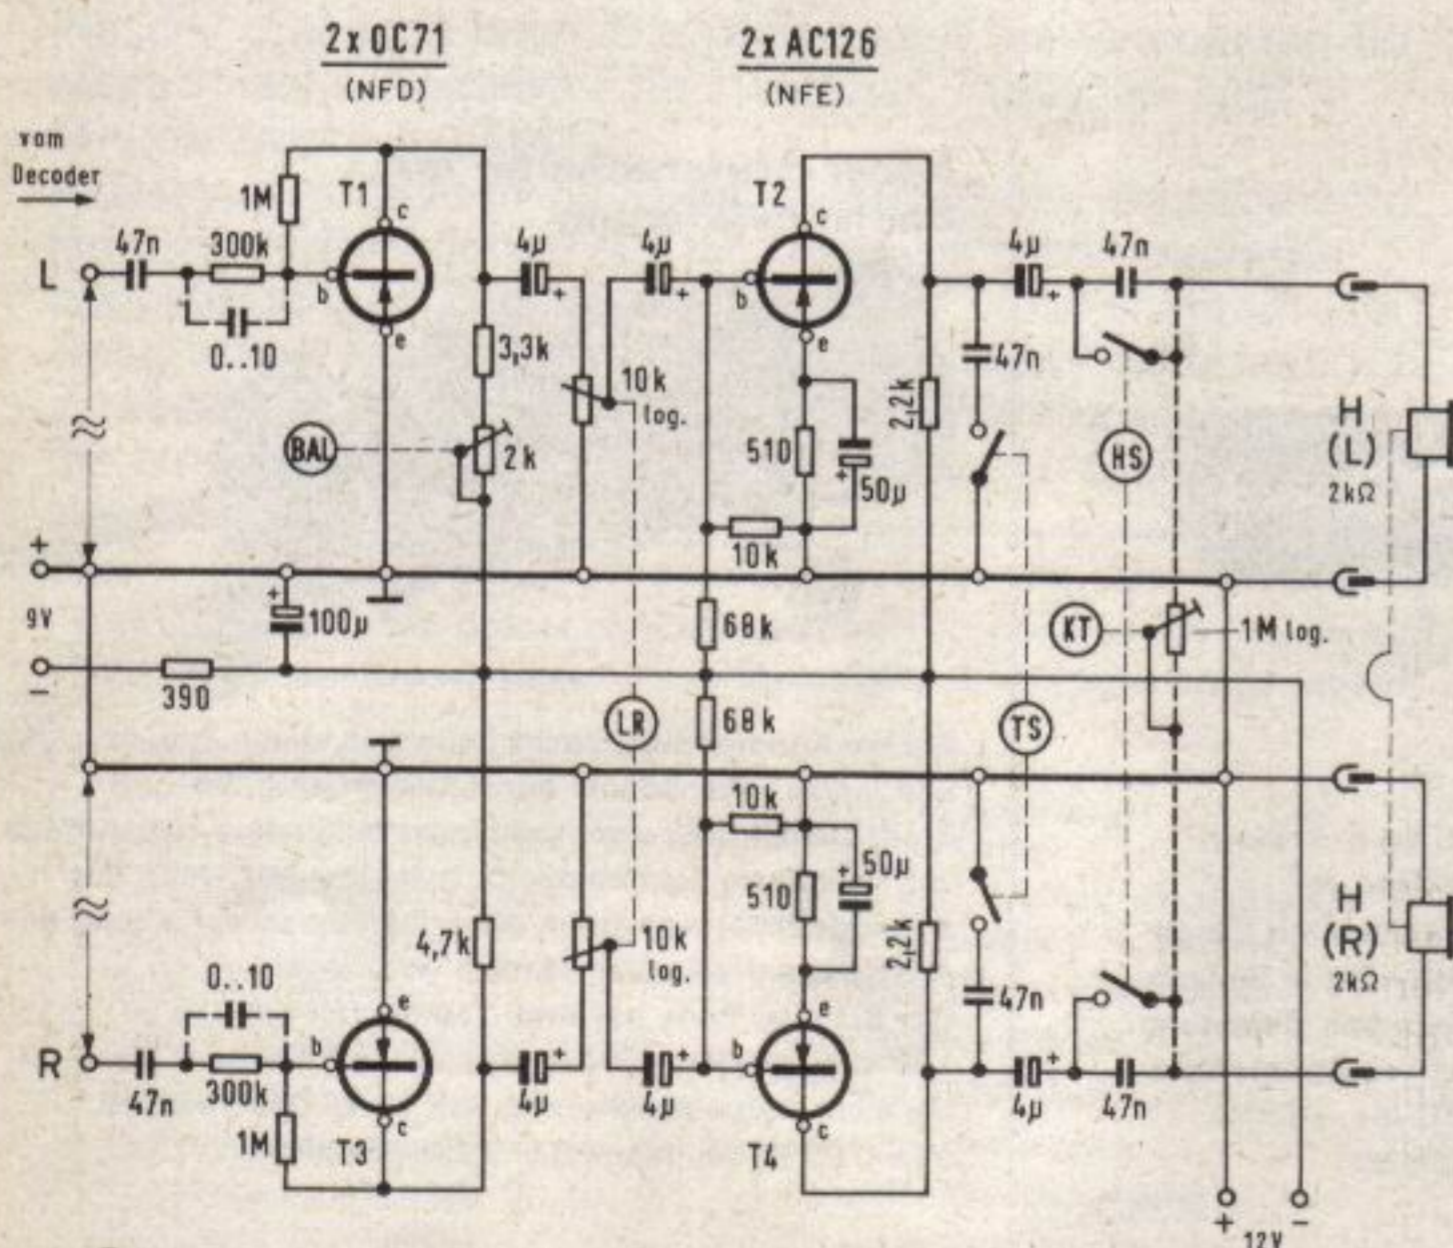 2x OC71
(NFD)
2x AC126
(NFE)
vom
Decoder
L
47n
300k
0..10
1M
T1
c
b
e
4µ
+
3,3k
BAL
2k
10k
log.
4µ
+
T2
c
b
e
510
+
50µ
10k
2,2k
47n
4µ
+
47n
HS
H
(L)
2kΩ
+
9V
−
390
+
100µ
68k
68k
LR
TS
KT
1M log.
R
47n
300k
0..10
1M
T3
e
b
c
4,7k
4µ
+
10k
log.
4µ
+
10k
510
+
50µ
e
b
c
T4
2,2k
47n
4µ
+
47n
H
(R)
2kΩ
+ 12V −